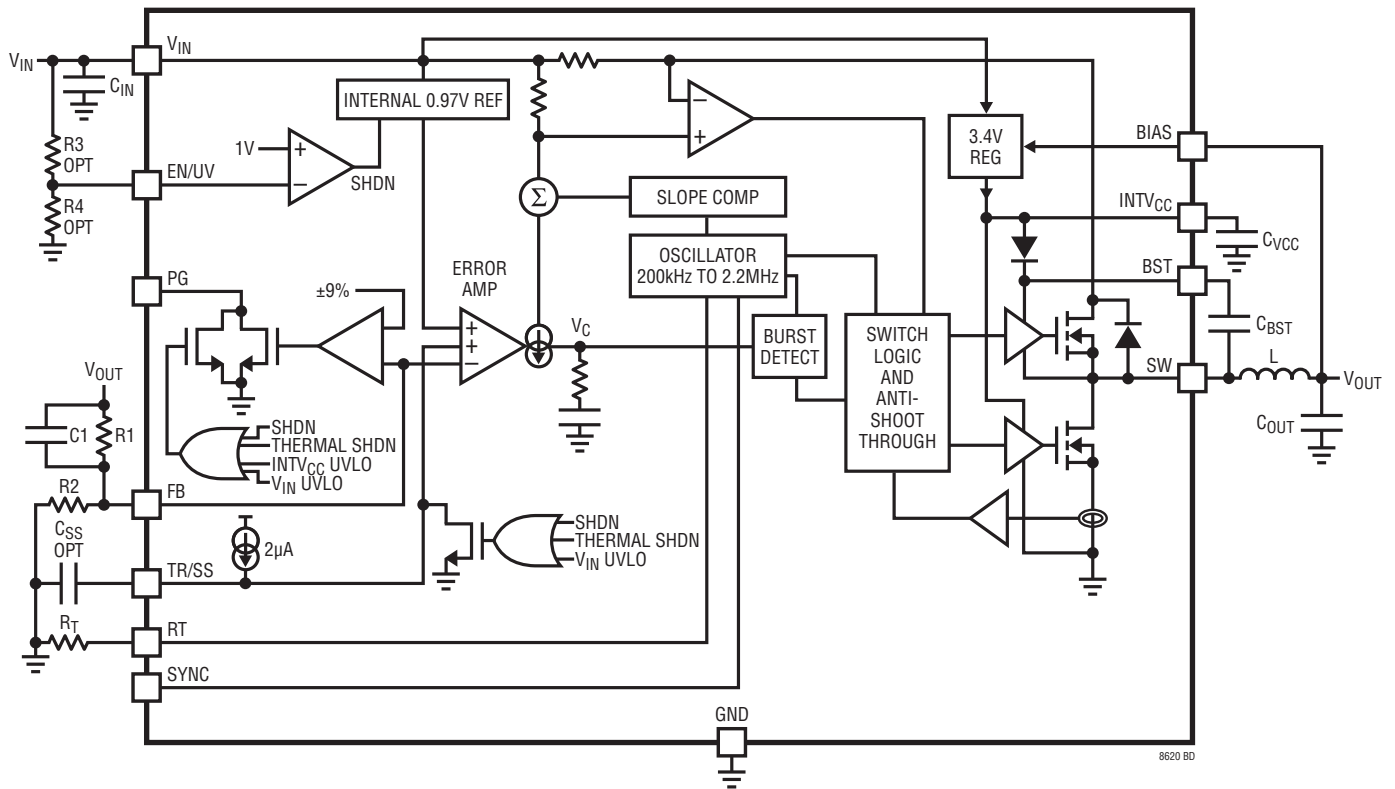 VIN
VIN
CIN
INTERNAL 0.97V REF
R3
OPT
1V
+
−
SHDN
EN/UV
R4
OPT
−
+
3.4V
REG
BIAS
Σ
SLOPE COMP
INTVCC
CVCC
OSCILLATOR
200kHz TO 2.2MHz
BST
CBST
PG
±9%
ERROR
AMP
+
+
−
VC
BURST
DETECT
SWITCH
LOGIC
AND
ANTI-
SHOOT
THROUGH
SW
L
VOUT
COUT
VOUT
C1
R1
SHDN
THERMAL SHDN
INTVCC UVLO
VIN UVLO
R2
FB
CSS
OPT
2µA
SHDN
THERMAL SHDN
VIN UVLO
TR/SS
RT
RT
SYNC
GND
8620 BD